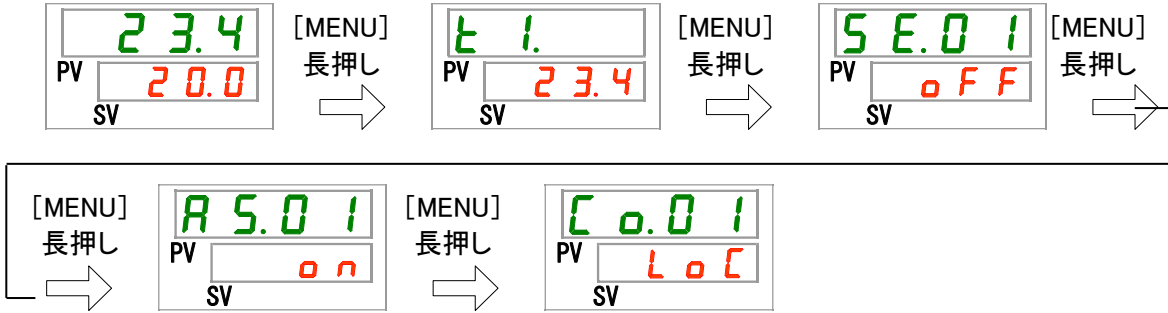 23.4
PV
20.0
SV
[MENU]
長押し
t1.
PV
23.4
SV
[MENU]
長押し
SE.01
PV
oFF
SV
[MENU]
長押し
[MENU]
長押し
AS.01
PV
on
SV
[MENU]
長押し
Co.01
PV
LoC
SV